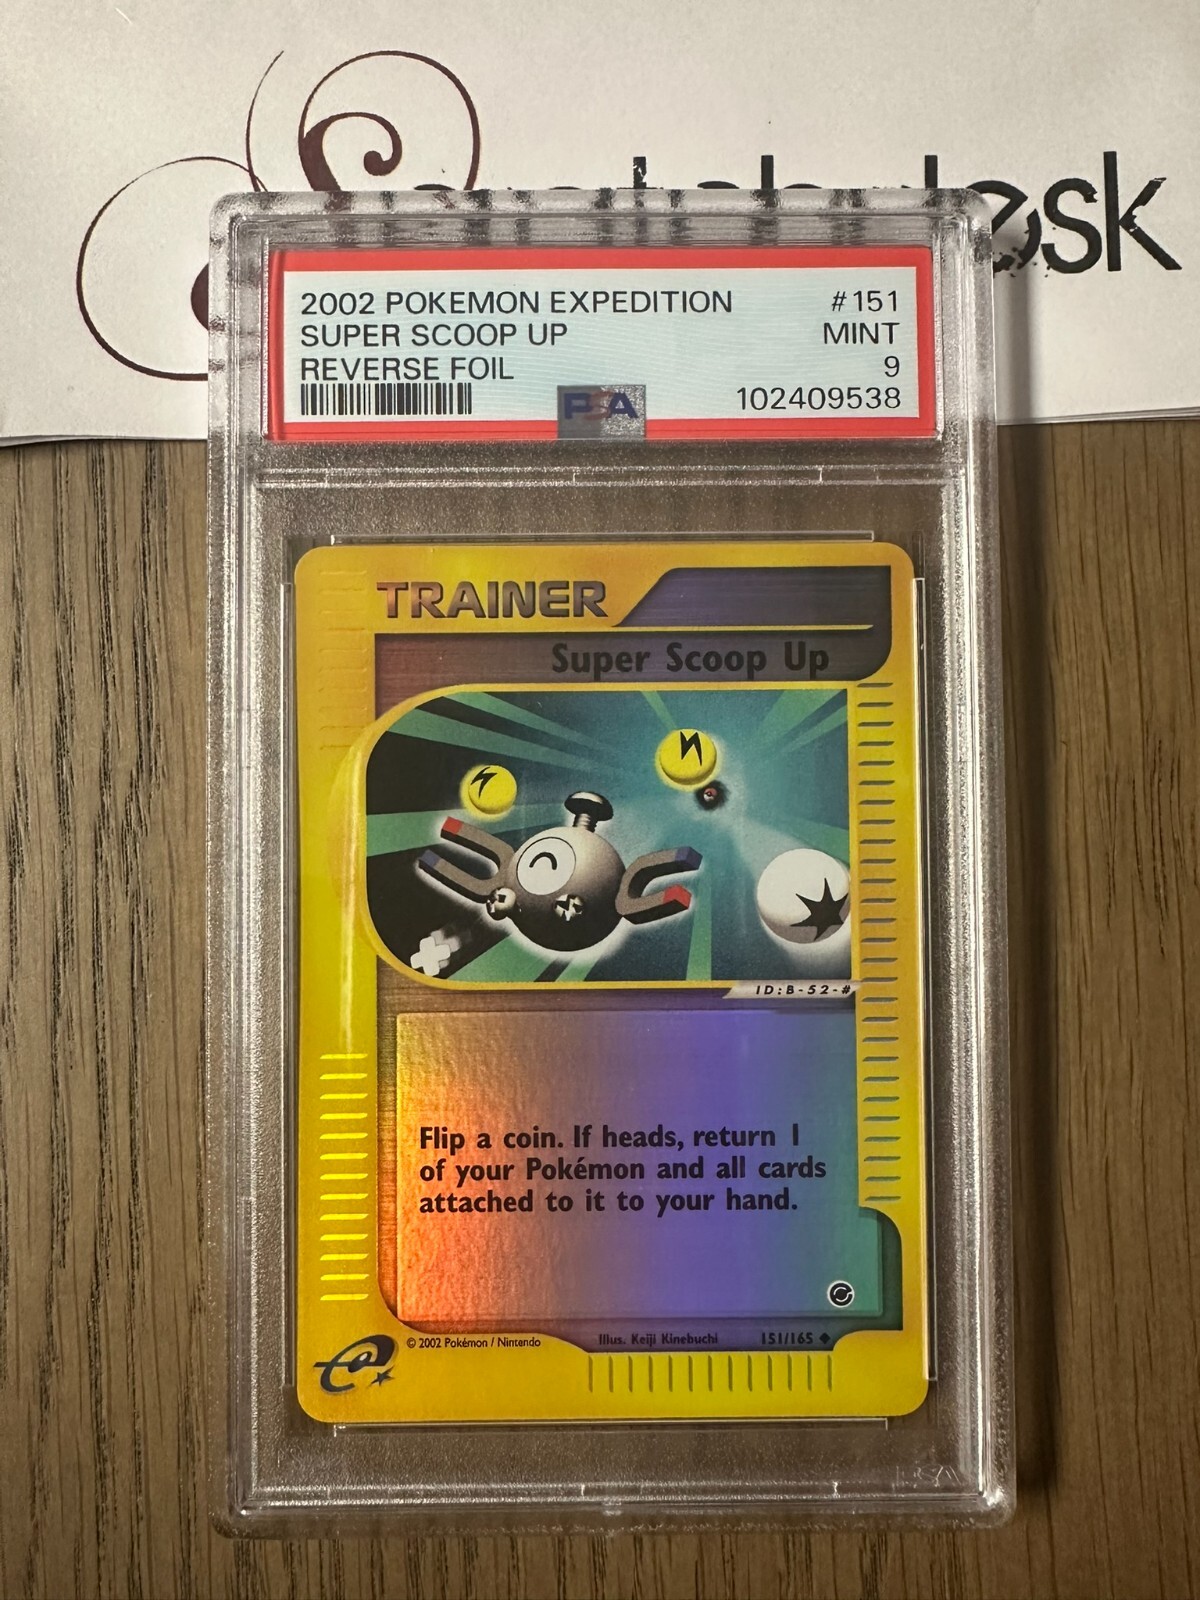 desk
2002 POKEMON EXPEDITION #151
SUPER SCOOP UP MINT
REVERSE FOIL 9
PSA 102409538
TRAINER
Super Scoop Up
ID:B-52-#
Flip a coin. If heads, return 1
of your Pokémon and all cards
attached to it to your hand.
© 2002 Pokémon / Nintendo Illus. Keiji Kinebuchi 151/165 ◆
e
PSA